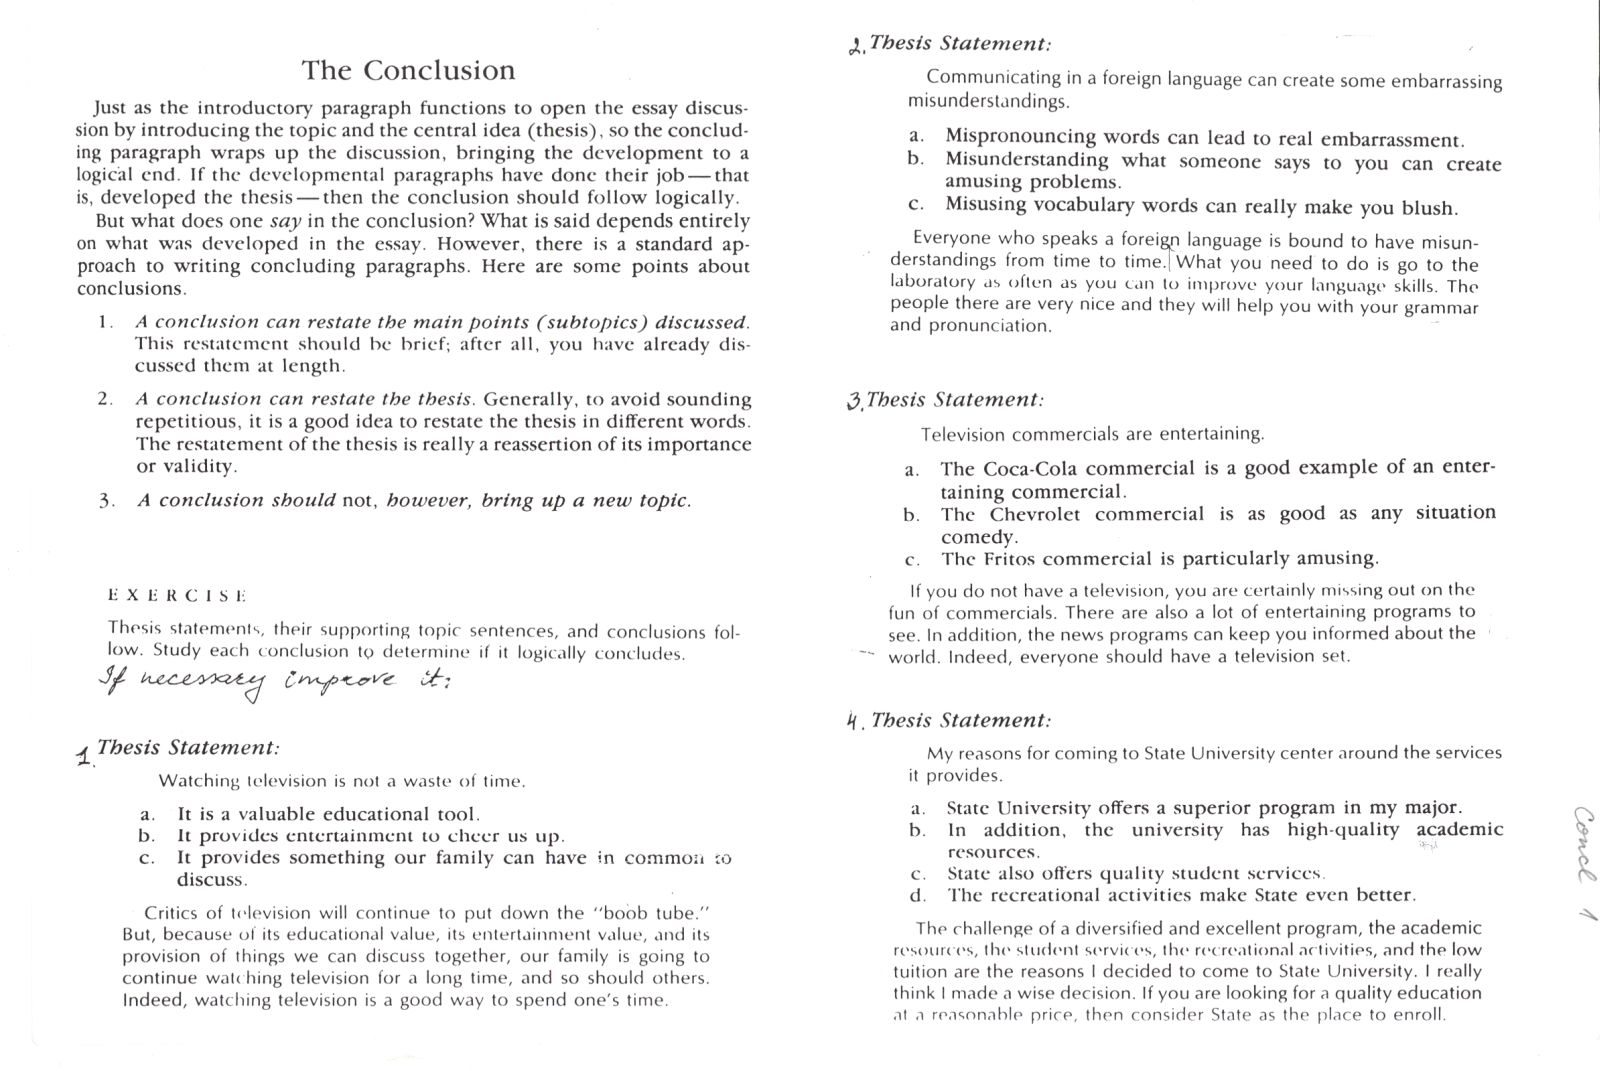 The Conclusion
Just as the introductory paragraph functions to open the essay discus-
sion by introducing the topic and the central idea (thesis), so the conclud-
ing paragraph wraps up the discussion, bringing the development to a
logical end. If the developmental paragraphs have done their job—that
is, developed the thesis—then the conclusion should follow logically.
But what does one say in the conclusion? What is said depends entirely
on what was developed in the essay. However, there is a standard ap-
proach to writing concluding paragraphs. Here are some points about
conclusions.
1. A conclusion can restate the main points (subtopics) discussed.
This restatement should be brief; after all, you have already dis-
cussed them at length.
2. A conclusion can restate the thesis. Generally, to avoid sounding
repetitious, it is a good idea to restate the thesis in different words.
The restatement of the thesis is really a reassertion of its importance
or validity.
3. A conclusion should not, however, bring up a new topic.
EXERCISE
Thesis statements, their supporting topic sentences, and conclusions fol-
low. Study each conclusion to determine if it logically concludes.
If necessary improve it:
1. Thesis Statement:
Watching television is not a waste of time.
a. It is a valuable educational tool.
b. It provides entertainment to cheer us up.
c. It provides something our family can have in common to
discuss.
Critics of television will continue to put down the "boob tube."
But, because of its educational value, its entertainment value, and its
provision of things we can discuss together, our family is going to
continue watching television for a long time, and so should others.
Indeed, watching television is a good way to spend one's time.
2. Thesis Statement:
Communicating in a foreign language can create some embarrassing
misunderstandings.
a. Mispronouncing words can lead to real embarrassment.
b. Misunderstanding what someone says to you can create
amusing problems.
c. Misusing vocabulary words can really make you blush.
Everyone who speaks a foreign language is bound to have misun-
derstandings from time to time. What you need to do is go to the
laboratory as often as you can to improve your language skills. The
people there are very nice and they will help you with your grammar
and pronunciation.
3. Thesis Statement:
Television commercials are entertaining.
a. The Coca-Cola commercial is a good example of an enter-
taining commercial.
b. The Chevrolet commercial is as good as any situation
comedy.
c. The Fritos commercial is particularly amusing.
If you do not have a television, you are certainly missing out on the
fun of commercials. There are also a lot of entertaining programs to
see. In addition, the news programs can keep you informed about the
world. Indeed, everyone should have a television set.
4. Thesis Statement:
My reasons for coming to State University center around the services
it provides.
a. State University offers a superior program in my major.
b. In addition, the university has high-quality academic
resources.
c. State also offers quality student services.
d. The recreational activities make State even better.
The challenge of a diversified and excellent program, the academic
resources, the student services, the recreational activities, and the low
tuition are the reasons I decided to come to State University. I really
think I made a wise decision. If you are looking for a quality education
at a reasonable price, then consider State as the place to enroll.
Concl 1